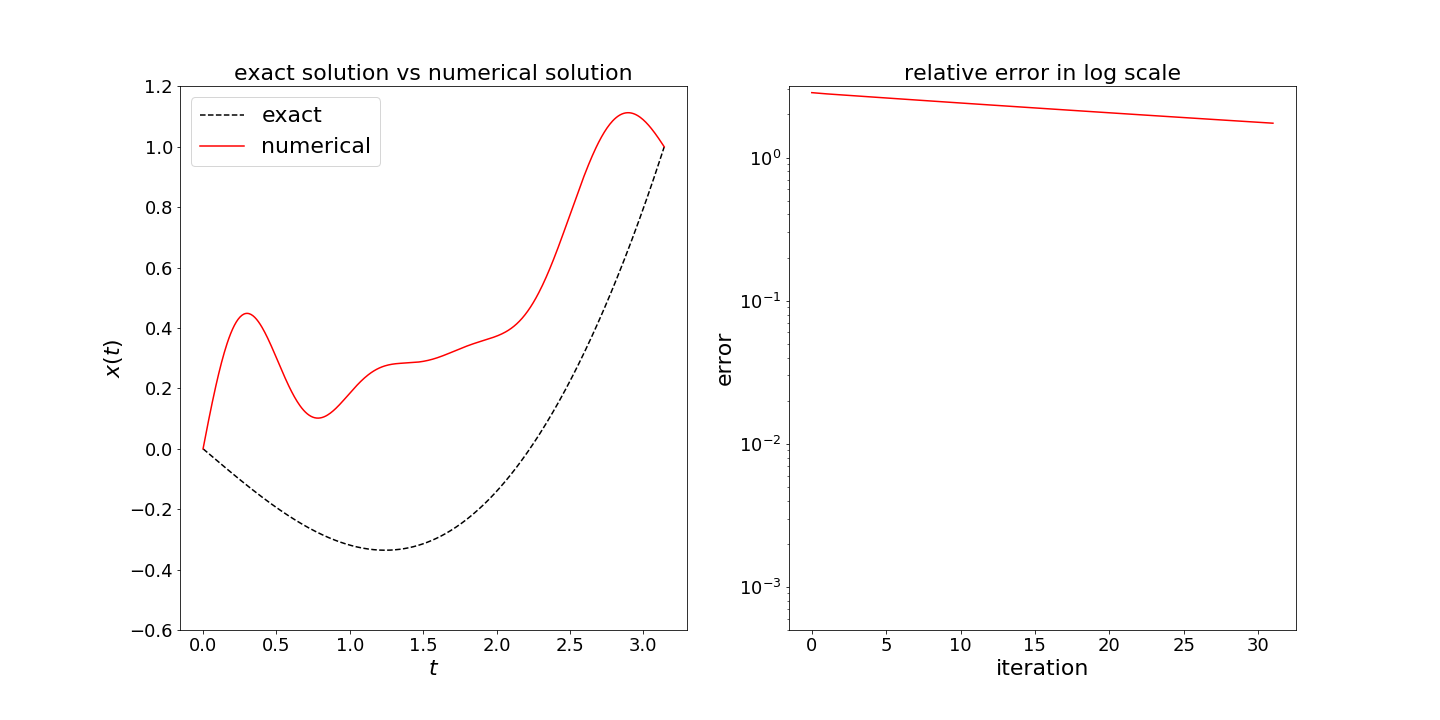 exact solution vs numerical solution
1.2
1.0
0.8
0.6
0.4
0.2
0.0
−0.2
−0.4
−0.6
x(t)
exact
numerical
0.0 0.5 1.0 1.5 2.0 2.5 3.0
t
relative error in log scale
10⁰
10⁻¹
10⁻²
10⁻³
error
0 5 10 15 20 25 30
iteration